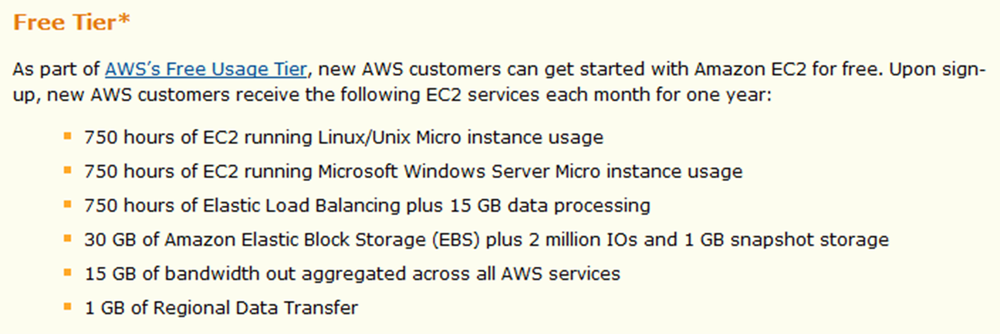 Free Tier*
As part of AWS's Free Usage Tier, new AWS customers can get started with Amazon EC2 for free. Upon sign-
up, new AWS customers receive the following EC2 services each month for one year:
750 hours of EC2 running Linux/Unix Micro instance usage
750 hours of EC2 running Microsoft Windows Server Micro instance usage
750 hours of Elastic Load Balancing plus 15 GB data processing
30 GB of Amazon Elastic Block Storage (EBS) plus 2 million IOs and 1 GB snapshot storage
15 GB of bandwidth out aggregated across all AWS services
1 GB of Regional Data Transfer